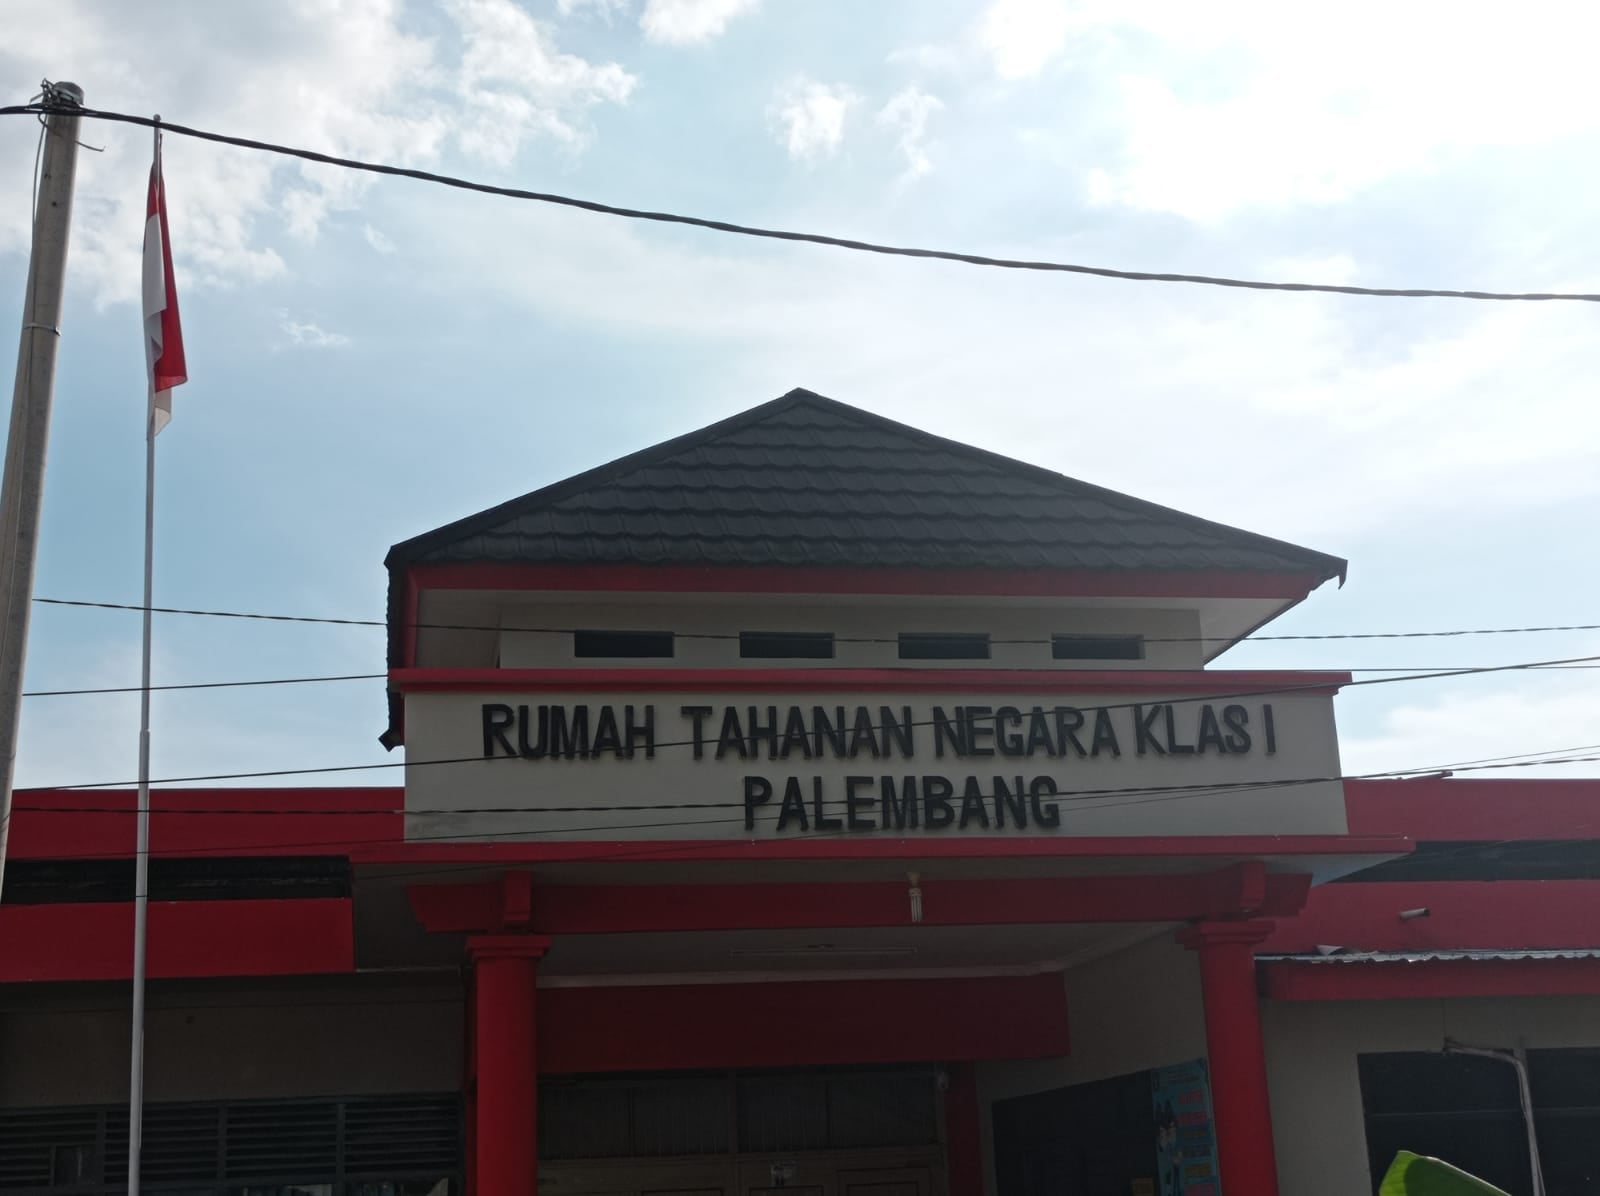 RUMAH TAHANAN NEGARA KLAS I
PALEMBANG